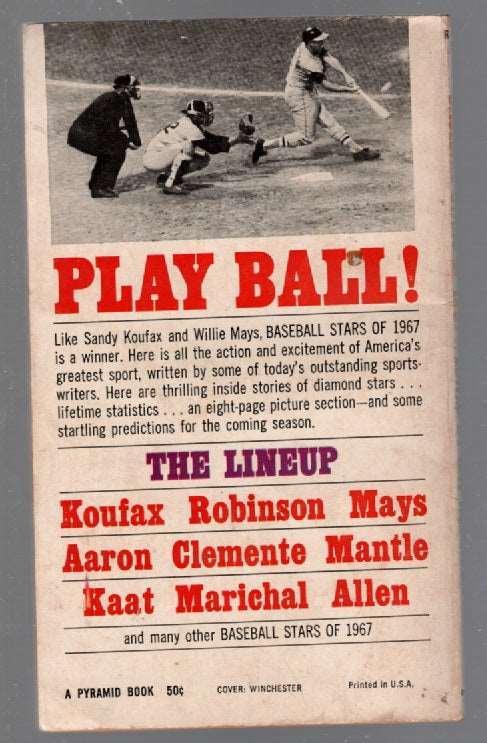 PLAY BALL!
Like Sandy Koufax and Willie Mays, BASEBALL STARS OF 1967
is a winner. Here is all the action and excitement of America's
greatest sport, written by some of today's outstanding sports-
writers. Here are thrilling inside stories of diamond stars . . .
lifetime statistics . . . an eight-page picture section—and some
startling predictions for the coming season.
THE LINEUP
Koufax Robinson Mays
Aaron Clemente Mantle
Kaat Marichal Allen
and many other BASEBALL STARS OF 1967
A PYRAMID BOOK 50¢ COVER: WINCHESTER Printed in U.S.A.